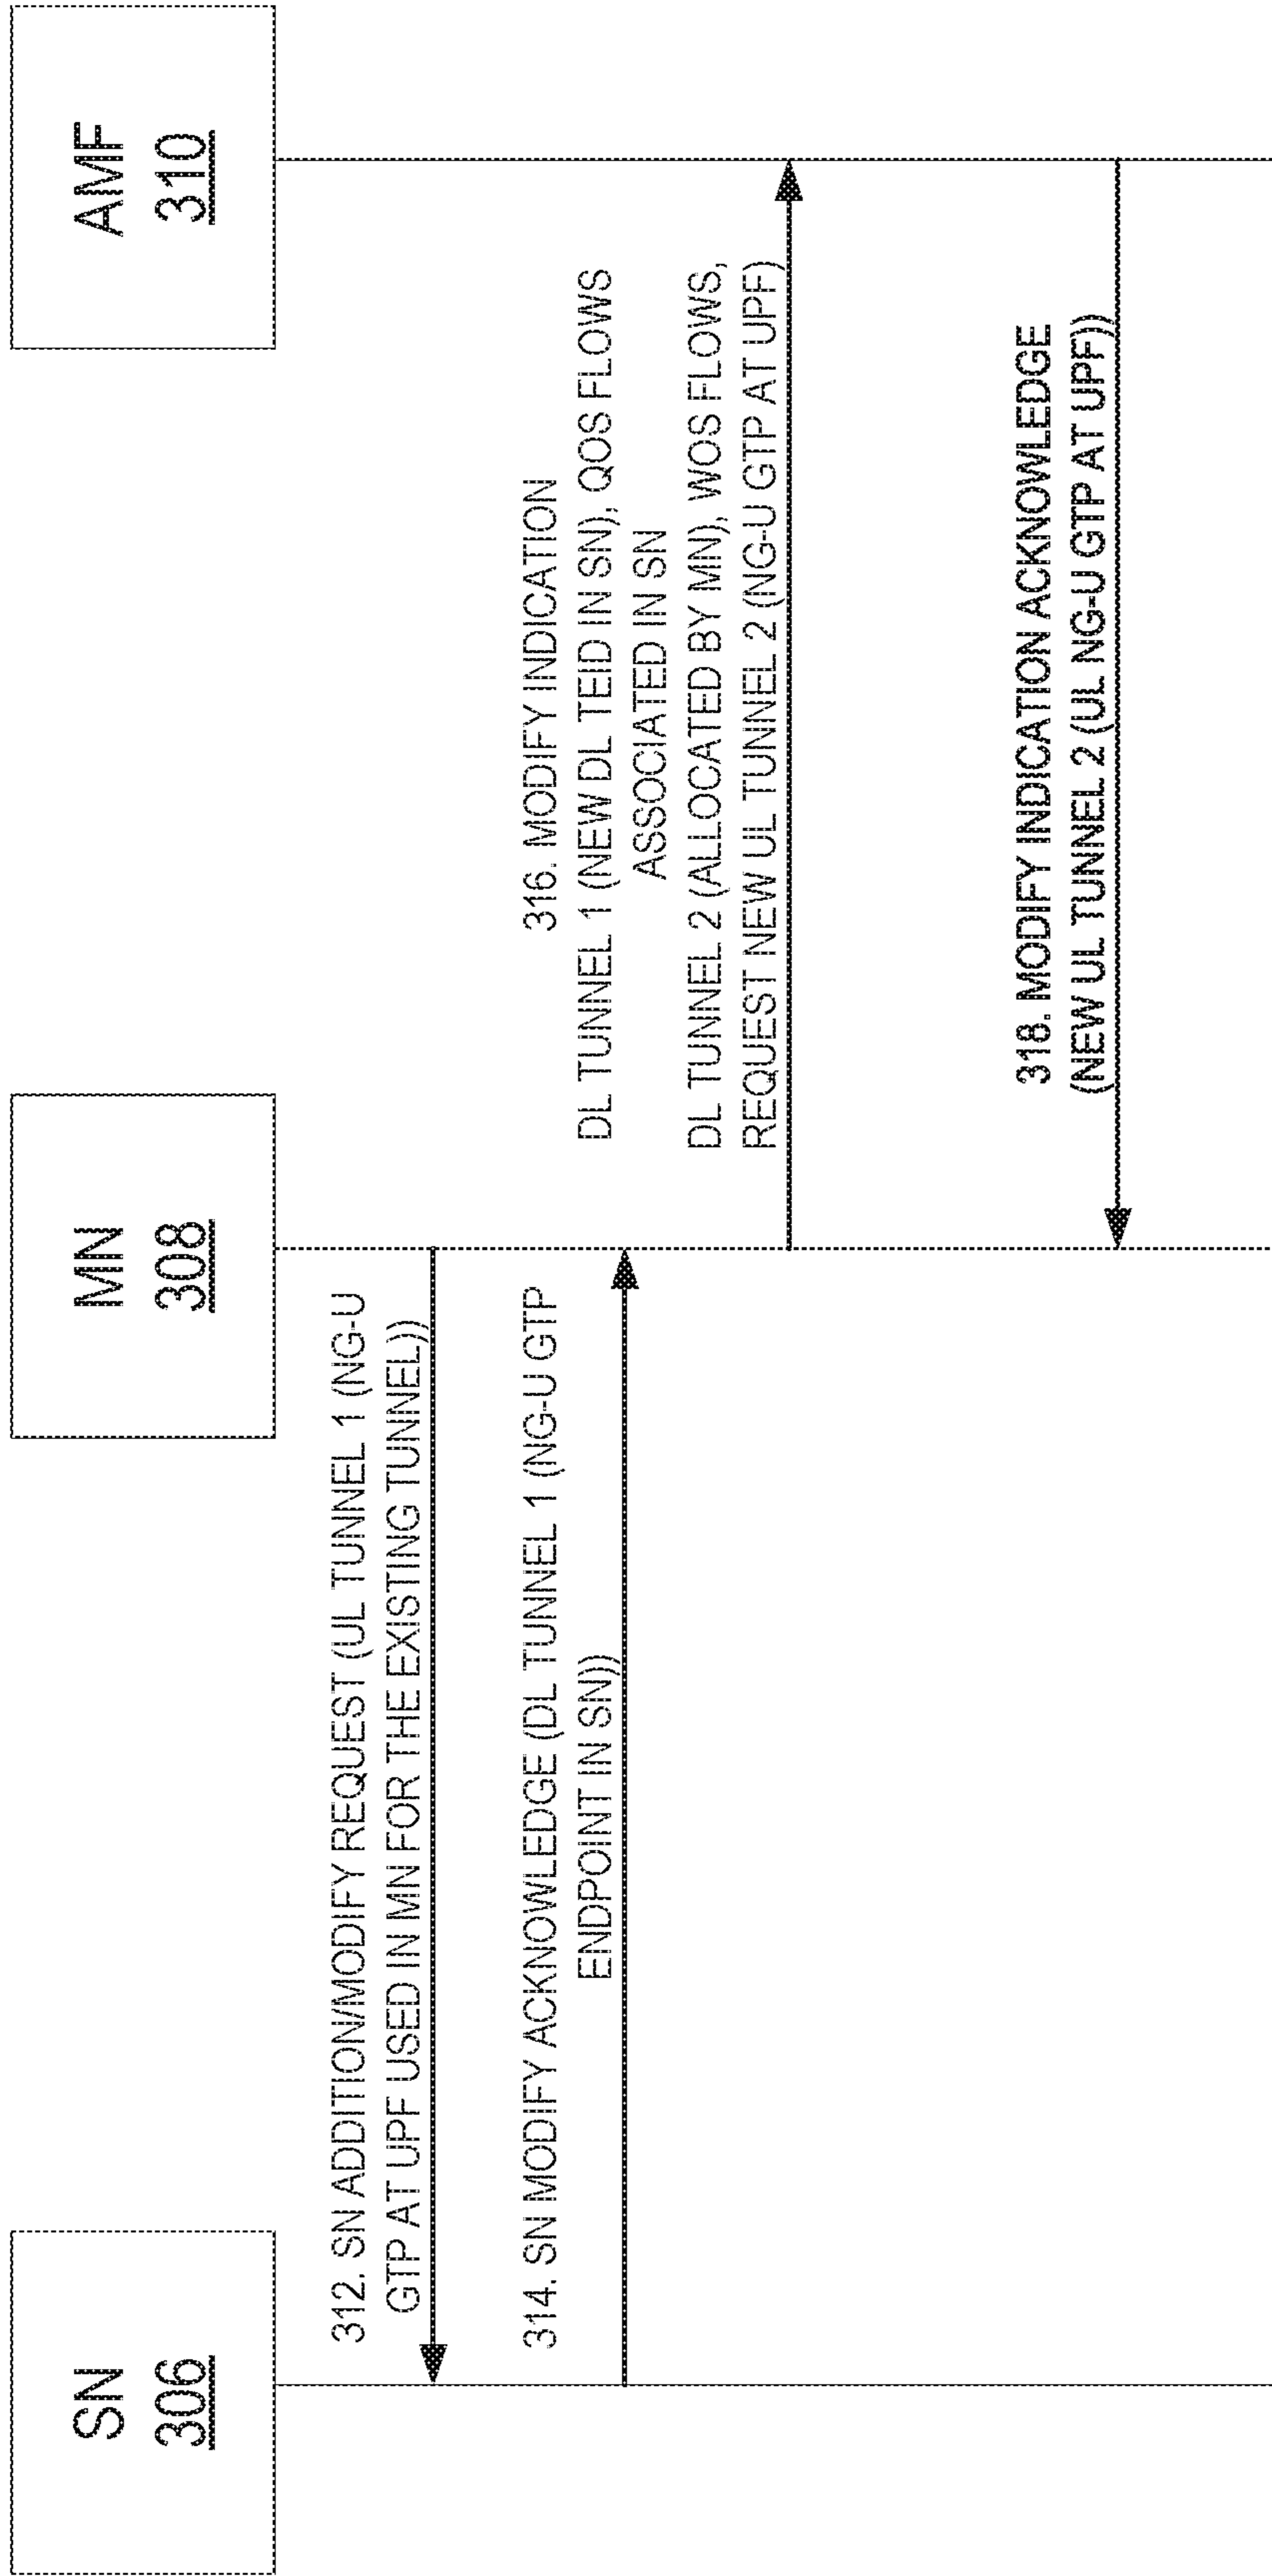 SN
306
MN
308
AMF
310
312. SN ADDITION/MODIFY REQUEST (UL TUNNEL 1 (NG-U
GTP AT UPF USED IN MN FOR THE EXISTING TUNNEL))
314. SN MODIFY ACKNOWLEDGE (DL TUNNEL 1 (NG-U GTP
ENDPOINT IN SN))
316. MODIFY INDICATION
DL TUNNEL 1 (NEW DL TEID IN SN), QOS FLOWS
ASSOCIATED IN SN
DL TUNNEL 2 (ALLOCATED BY MN), WOS FLOWS,
REQUEST NEW UL TUNNEL 2 (NG-U GTP AT UPF)
318. MODIFY INDICATION ACKNOWLEDGE
(NEW UL TUNNEL 2 (UL NG-U GTP AT UPF))